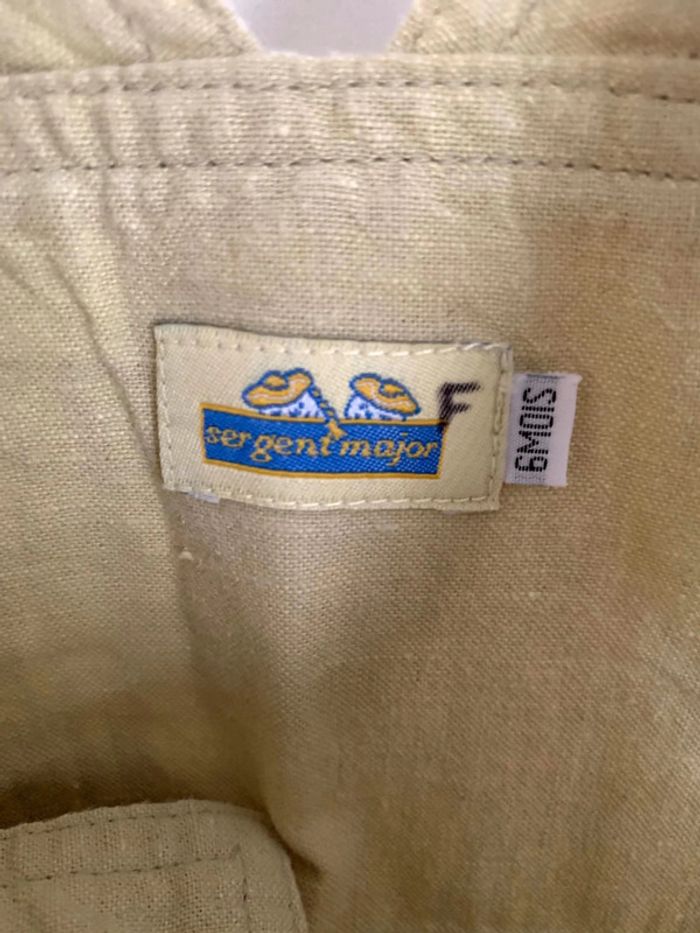 sergent major
F
6MOIS